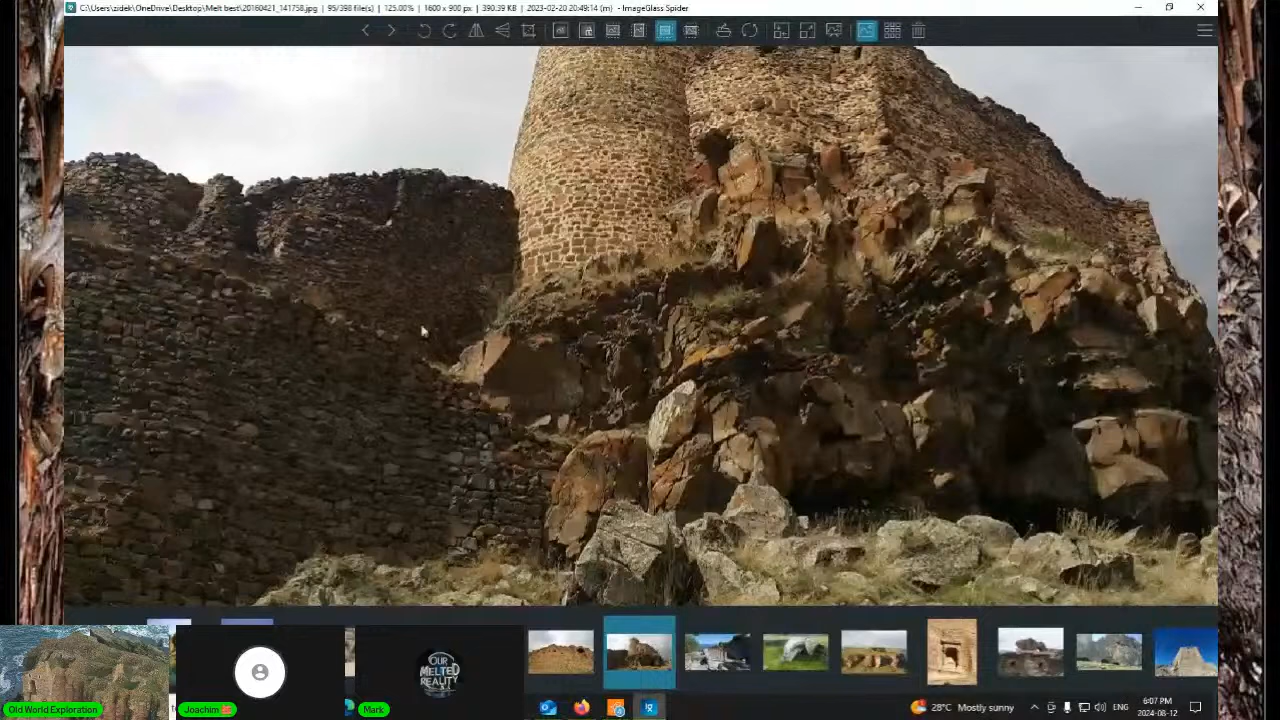 C:\Users\zidek\OneDrive\Desktop\Melt best\20160421_141758.jpg | 95/398 file(s) | 125.00% | 1600 x 900 px | 390.39 KB | 2023-02-20 20:49:14 (m) - ImageGlass Spider
OUR
MELTED
REALITY
Old World Exploration
Joachim
Mark
28°C Mostly sunny
ENG
6:07 PM
2024-08-12